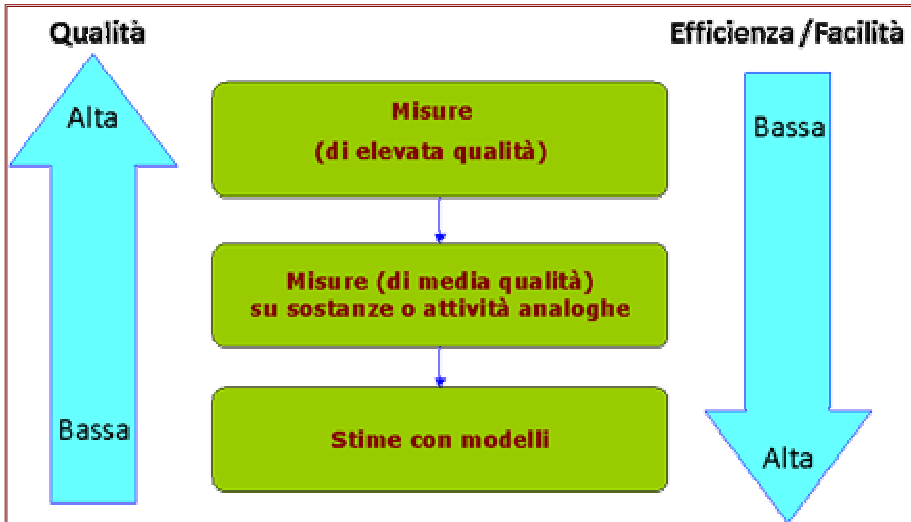 Qualità
Efficienza/Facilità
Alta
Misure
(di elevata qualità)
Bassa
Misure (di media qualità)
su sostanze o attività analoghe
Bassa
Stime con modelli
Alta